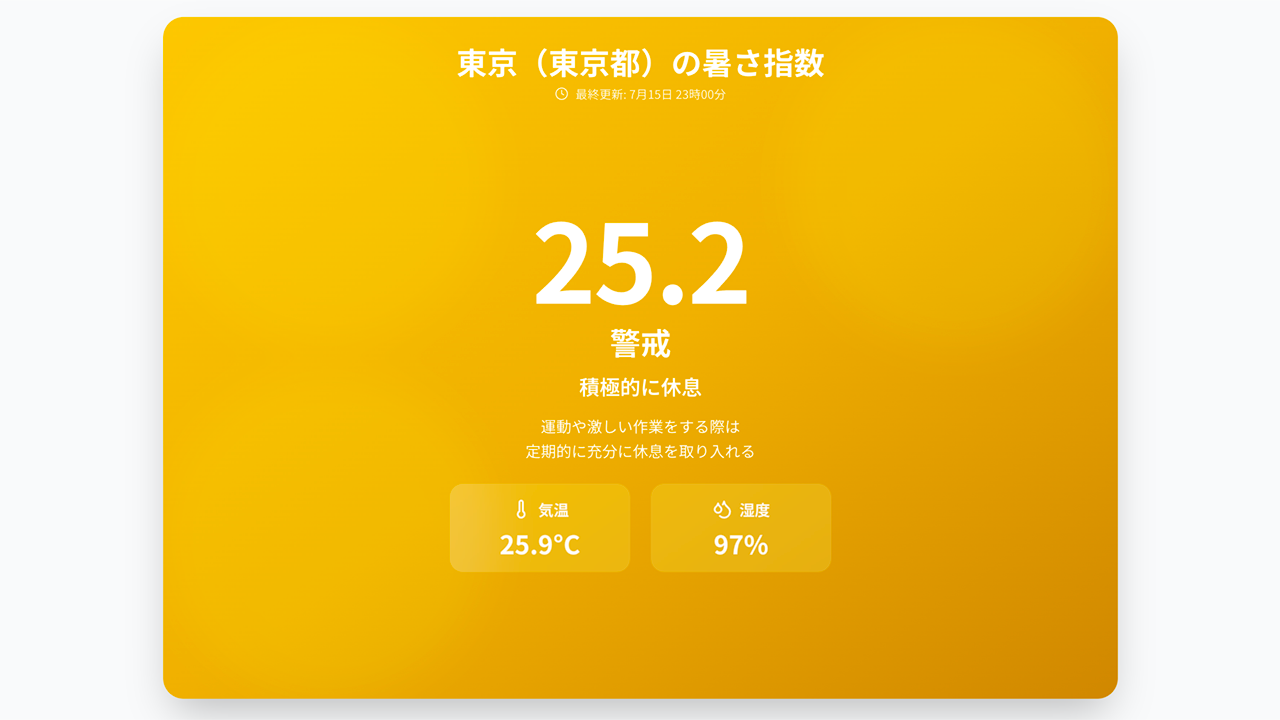 東京（東京都）の暑さ指数
最終更新: 7月15日 23時00分
25.2
警戒
積極的に休息
運動や激しい作業をする際は
定期的に充分に休息を取り入れる
気温
25.9°C
湿度
97%